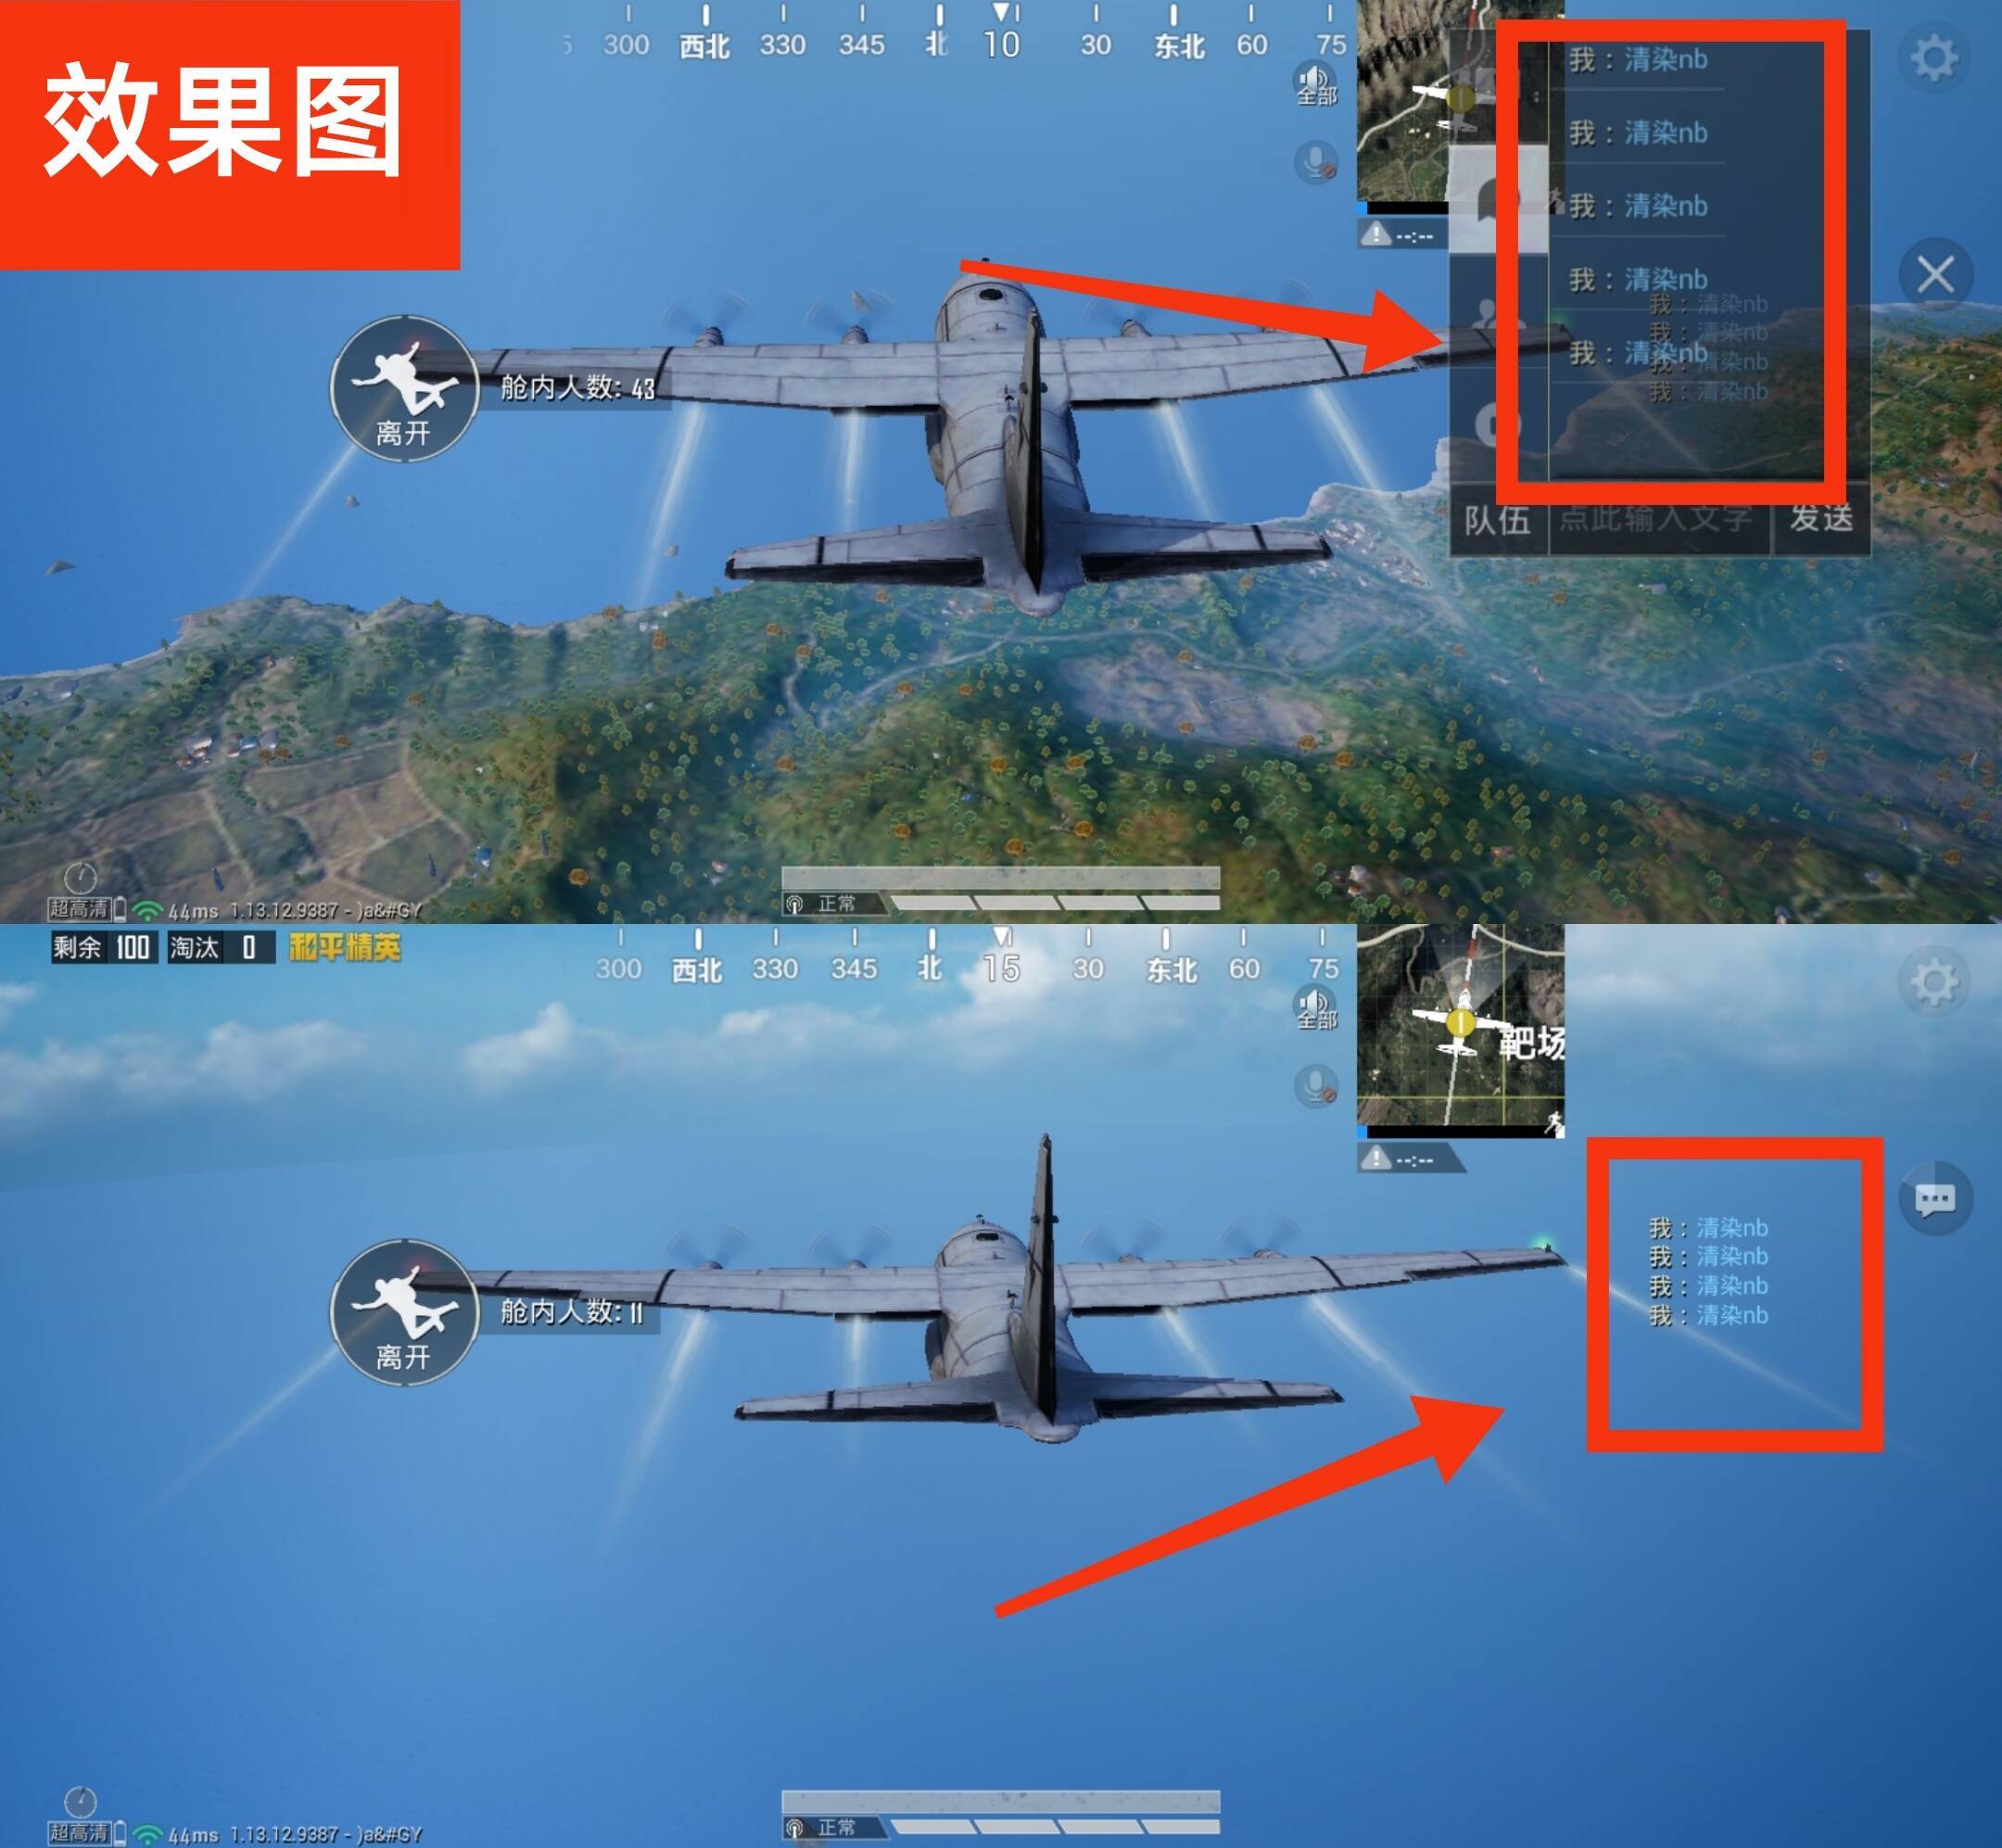 效果图
300 西北 330 345 北 10 30 东北 60 75
全部
我：清染nb
我：清染nb
我：清染nb
我：清染nb
我：清染nb
我：清染nb
我：清染nb
我：清染nb
我：清染nb
--:--
舱内人数: 43
离开
队伍 点此输入文字 发送
正常
超高清 44ms 1.13.12.9387 - )a&#GY
剩余 100 淘汰 0 和平精英
300 西北 330 345 北 15 30 东北 60 75
全部
1
靶场
--:--
我：清染nb
我：清染nb
我：清染nb
我：清染nb
舱内人数: 11
离开
正常
超高清 44ms 1.13.12.9387 - )a&#GY